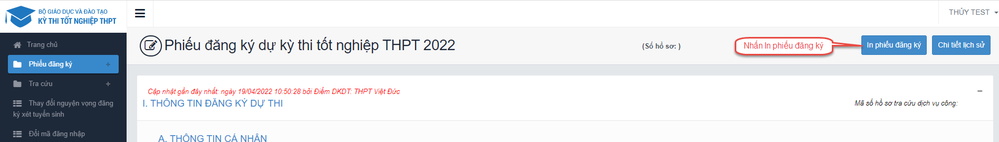 BỘ GIÁO DỤC VÀ ĐÀO TẠO
KỲ THI TỐT NGHIỆP THPT
THỦY TEST
Trang chủ
Phiếu đăng ký
Tra cứu
Thay đổi nguyện vọng đăng
ký xét tuyển sinh
Đổi mã đăng nhập
Phiếu đăng ký dự kỳ thi tốt nghiệp THPT 2022
(Số hồ sơ: )
Nhấn In phiếu đăng ký
In phiếu đăng ký
Chi tiết lịch sử
Cập nhật gần đây nhất: ngày 19/04/2022 10:50:28 bởi Điểm DKDT: THPT Việt Đức
I. THÔNG TIN ĐĂNG KÝ DỰ THI
Mã số hồ sơ tra cứu dịch vụ công:
A. THÔNG TIN CÁ NHÂN